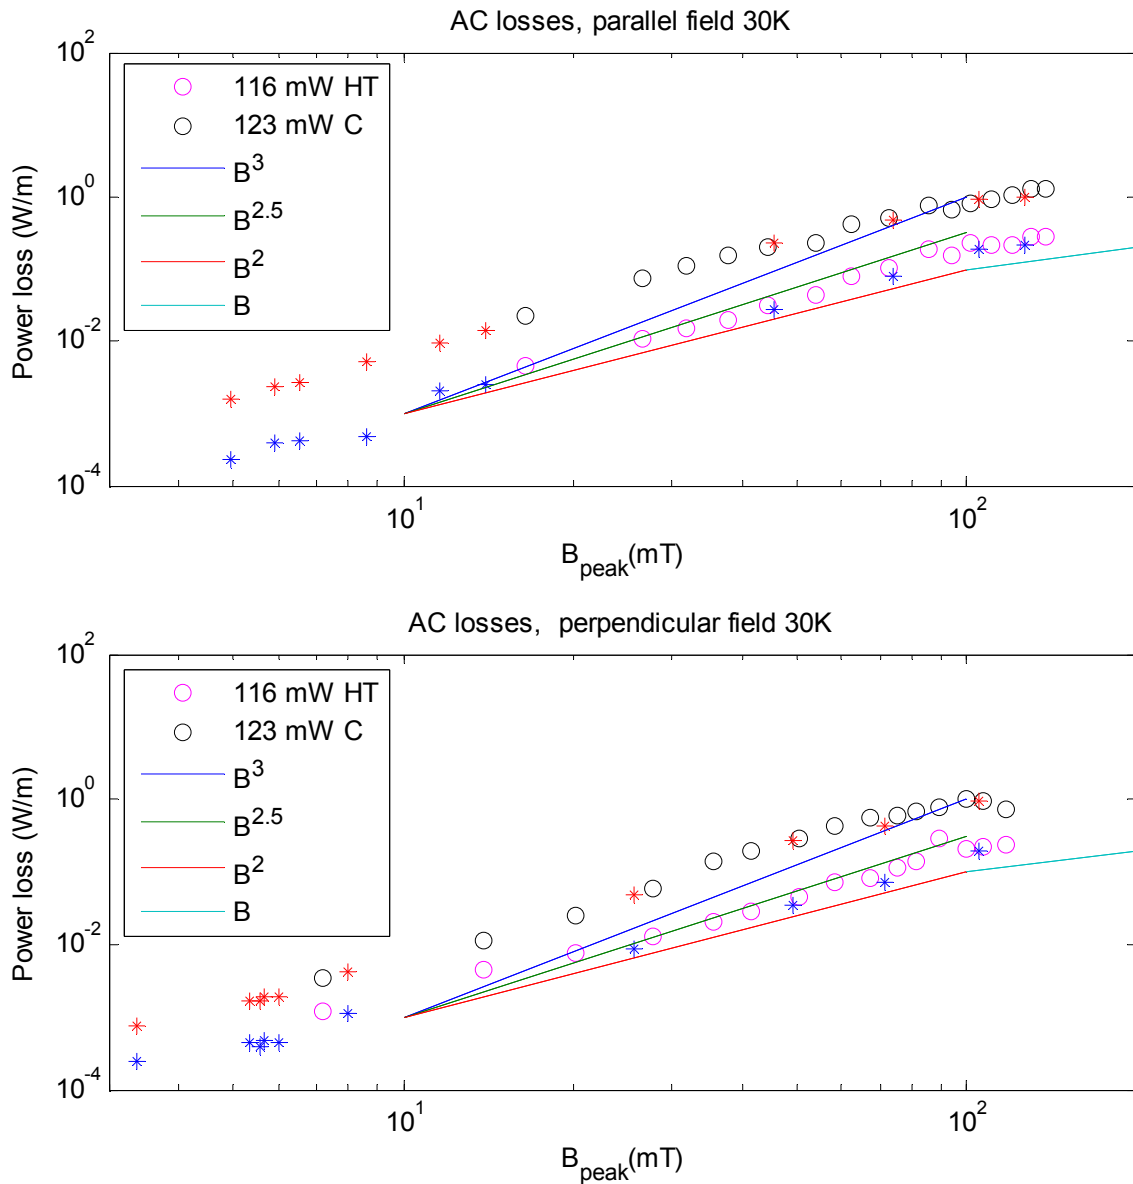 AC losses, parallel field 30K
10^2
116 mW HT
123 mW C
B^3
B^2.5
B^2
B
10^0
10^-2
10^-4
Power loss (W/m)
10^1
10^2
B_peak(mT)
AC losses, perpendicular field 30K
10^2
116 mW HT
123 mW C
B^3
B^2.5
B^2
B
10^0
10^-2
10^-4
Power loss (W/m)
10^1
10^2
B_peak(mT)